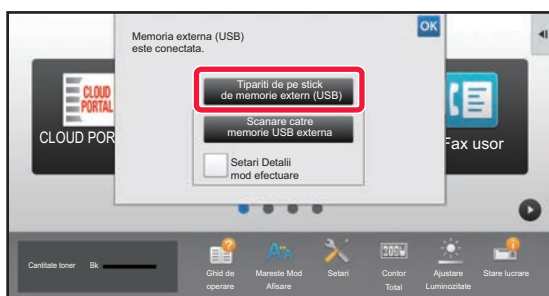 Memoria externa (USB)
este conectata.
OK
Tipariti de pe stick
de memorie extern (USB)
Scanare catre
memorie USB externa
Setari Detalii
mod efectuare
CLOUD
PORTAL
CLOUD POR
Fax usor
Cantitate toner Bk
Ghid de
operare
Mareste Mod
Afisare
Setari
Contor
Total
Ajustare
Luminozitate
Stare lucrare